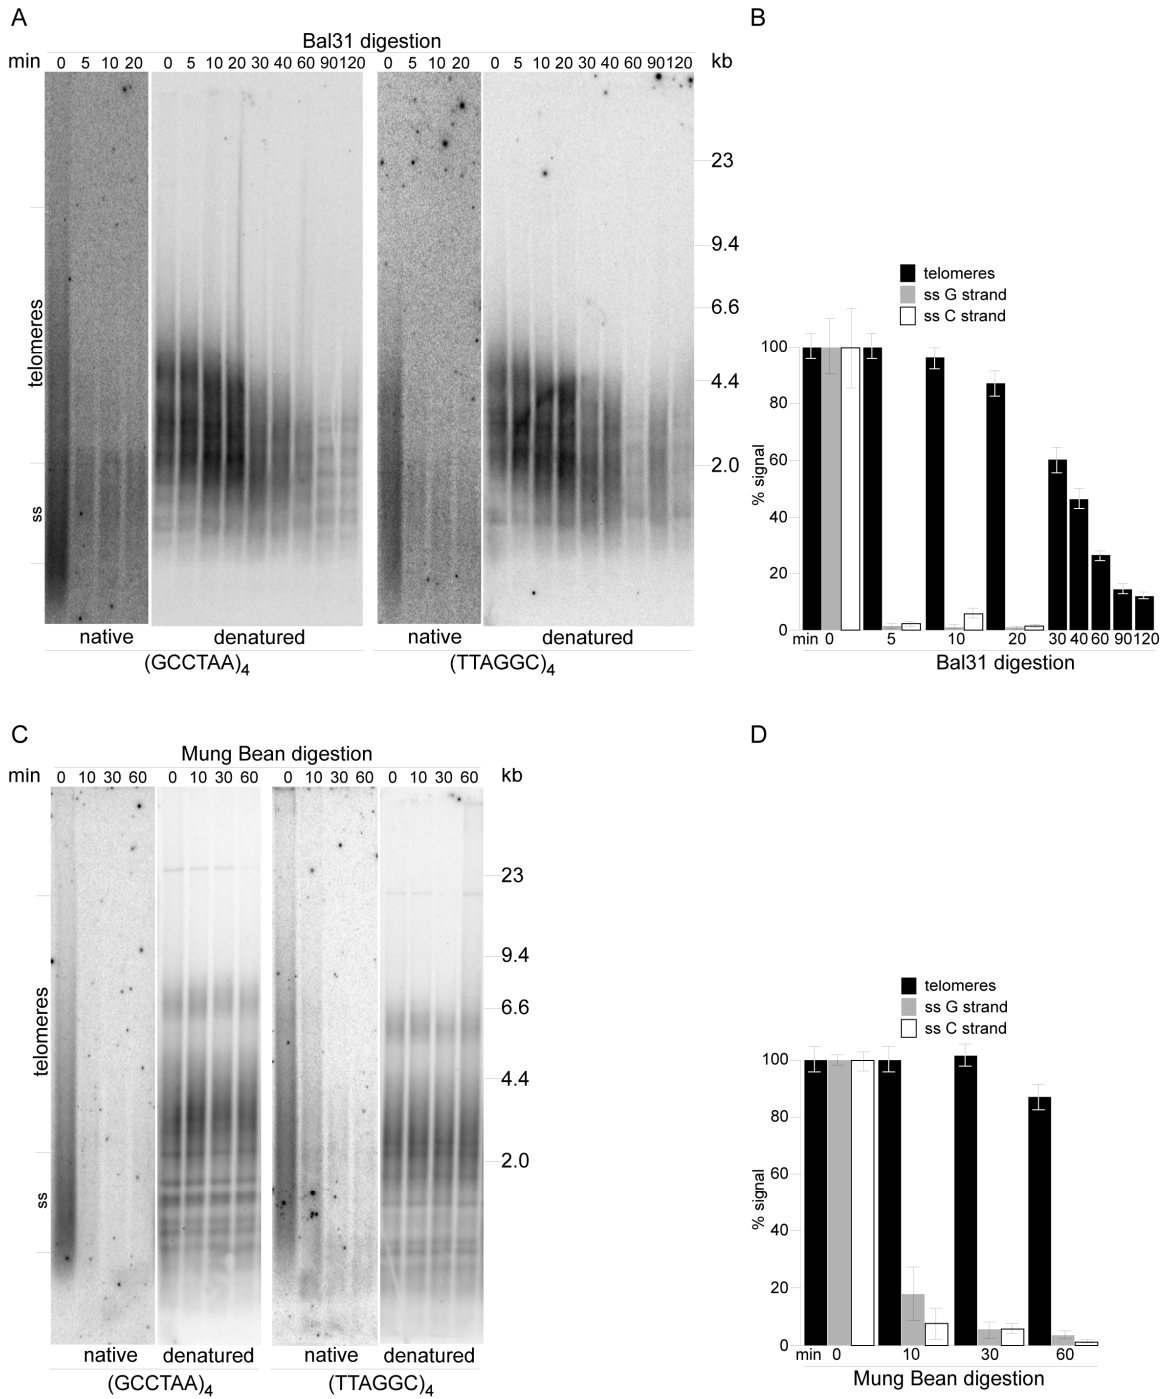 A
Bal31 digestion
min 0 5 10 20 0 5 10 20 30 40 60 90 120 0 5 10 20 0 5 10 20 30 40 60 90 120 kb
23
9.4
6.6
4.4
2.0
telomeres
ss
native denatured native denatured
(GCCTAA)4 (TTAGGC)4
B
telomeres
ss G strand
ss C strand
% signal
100
80
60
40
20
0
min 0 5 10 20 30 40 60 90 120
Bal31 digestion
C
Mung Bean digestion
min 0 10 30 60 0 10 30 60 0 10 30 60 0 10 30 60 kb
23
9.4
6.6
4.4
2.0
telomeres
ss
native denatured native denatured
(GCCTAA)4 (TTAGGC)4
D
telomeres
ss G strand
ss C strand
% signal
100
80
60
40
20
0
min 0 10 30 60
Mung Bean digestion